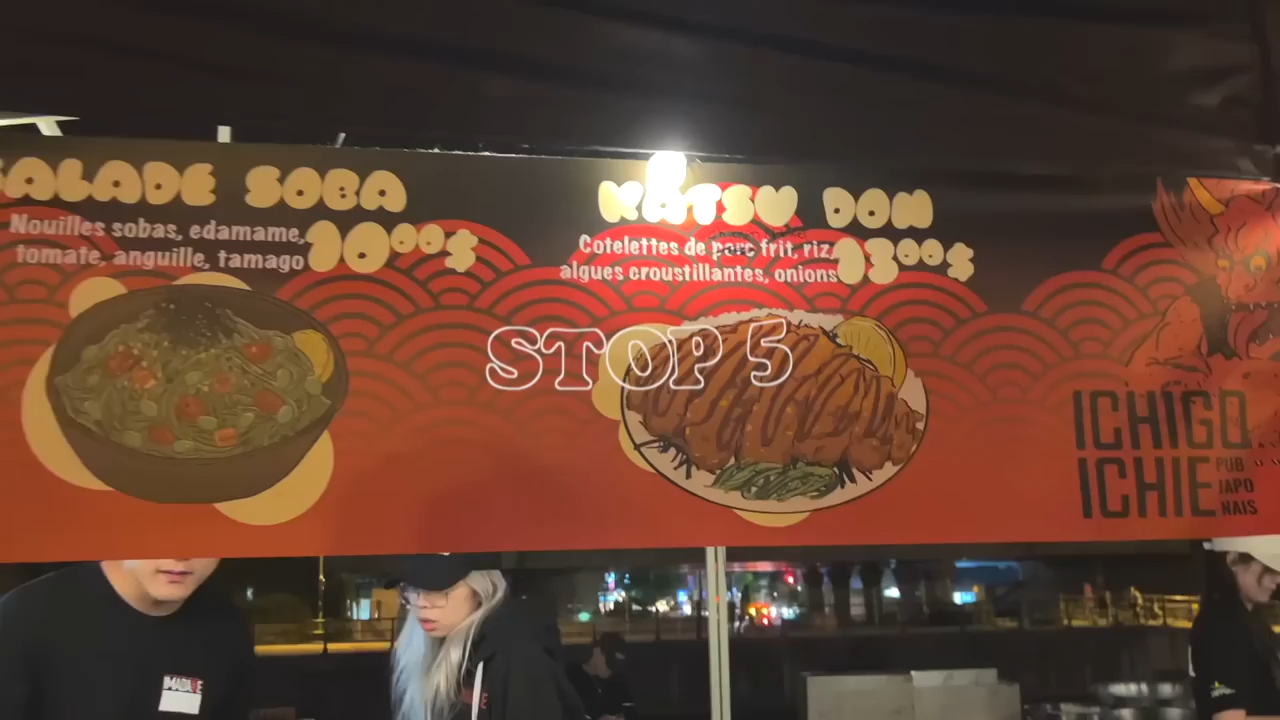 SALADE SOBA
Nouilles sobas, edamame,
tomate, anguille, tamago
10⁰⁰$
KATSU DON
Cotelettes de porc frit, riz,
algues croustillantes, onions
13⁰⁰$
STOP 5
ICHIGO
ICHIE
PUB
JAPO
NAIS